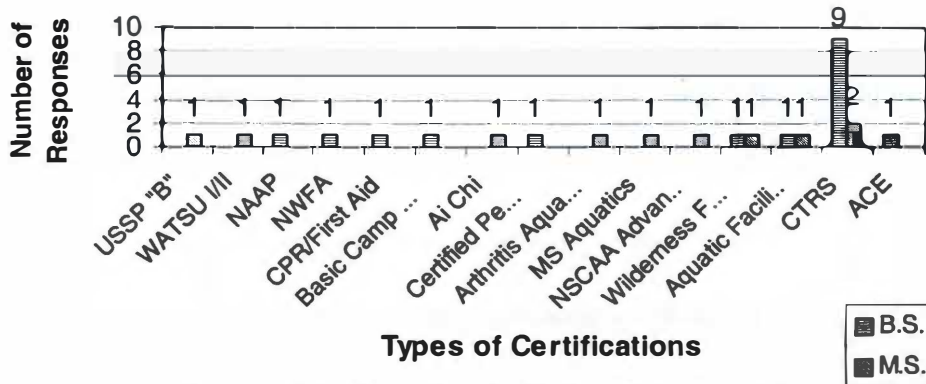 Number of
Responses
10
8
6
4
2
0
1 1 1 1 1 1 1 1 1 1 1 11 11 9 2 1
USSP "B"
WATSU I/II
NAAP
NWFA
CPR/First Aid
Basic Camp ...
Ai Chi
Certified Pe...
Arthritis Aqua...
MS Aquatics
NSCAA Advan..
Wilderness F...
Aquatic Facili..
CTRS
ACE
Types of Certifications
B.S.
M.S.